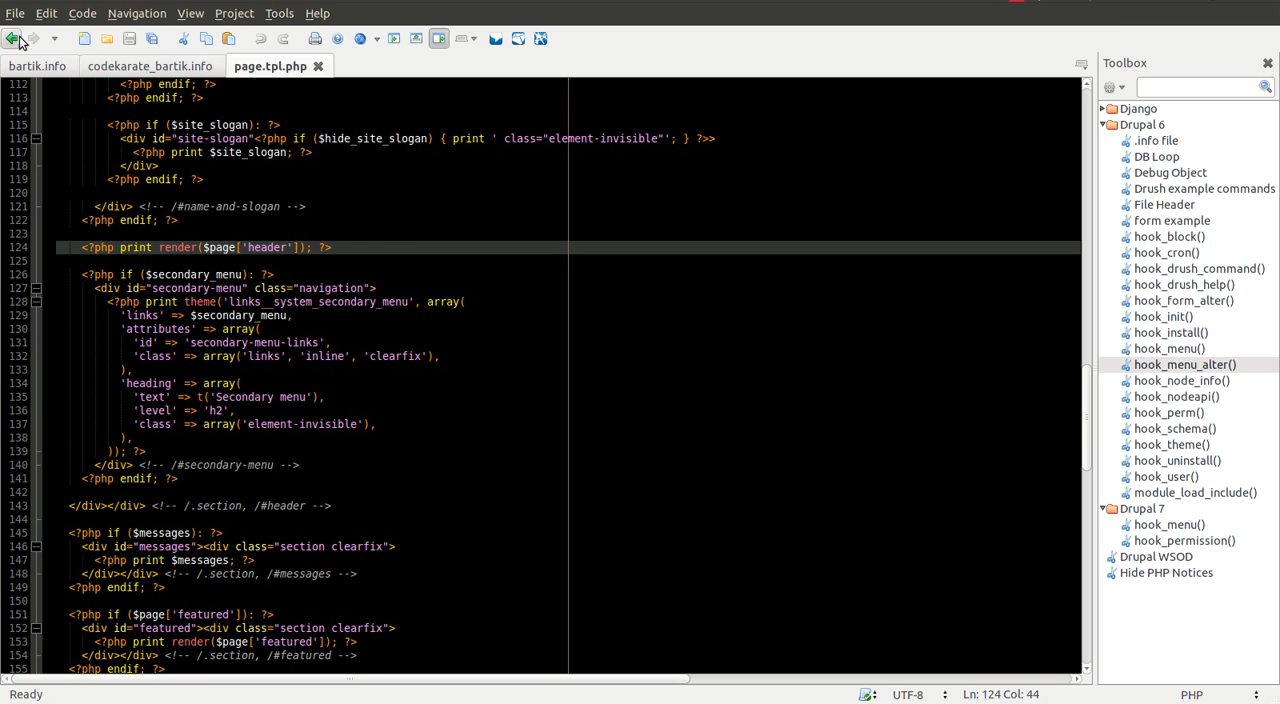 File Edit Code Navigation View Project Tools Help
bartik.info codekarate_bartik.info page.tpl.php
112 <?php endif; ?>
113 <?php endif; ?>
114
115 <?php if ($site_slogan): ?>
116 <div id="site-slogan"<?php if ($hide_site_slogan) { print ' class="element-invisible"'; } ?>>
117 <?php print $site_slogan; ?>
118 </div>
119 <?php endif; ?>
120
121 </div> <!-- /#name-and-slogan -->
122 <?php endif; ?>
123
124 <?php print render($page['header']); ?>
125
126 <?php if ($secondary_menu): ?>
127 <div id="secondary-menu" class="navigation">
128 <?php print theme('links__system_secondary_menu', array(
129 'links' => $secondary_menu,
130 'attributes' => array(
131 'id' => 'secondary-menu-links',
132 'class' => array('links', 'inline', 'clearfix'),
133 ),
134 'heading' => array(
135 'text' => t('Secondary menu'),
136 'level' => 'h2',
137 'class' => array('element-invisible'),
138 ),
139 )); ?>
140 </div> <!-- /#secondary-menu -->
141 <?php endif; ?>
142
143 </div></div> <!-- /.section, /#header -->
144
145 <?php if ($messages): ?>
146 <div id="messages"><div class="section clearfix">
147 <?php print $messages; ?>
148 </div></div> <!-- /.section, /#messages -->
149 <?php endif; ?>
150
151 <?php if ($page['featured']): ?>
152 <div id="featured"><div class="section clearfix">
153 <?php print render($page['featured']); ?>
154 </div></div> <!-- /.section, /#featured -->
155 <?php endif; ?>
Toolbox
Django
Drupal 6
.info file
DB Loop
Debug Object
Drush example commands
File Header
form example
hook_block()
hook_cron()
hook_drush_command()
hook_drush_help()
hook_form_alter()
hook_init()
hook_install()
hook_menu()
hook_menu_alter()
hook_node_info()
hook_nodeapi()
hook_perm()
hook_schema()
hook_theme()
hook_uninstall()
hook_user()
module_load_include()
Drupal 7
hook_menu()
hook_permission()
Drupal WSOD
Hide PHP Notices
Ready UTF-8 Ln: 124 Col: 44 PHP